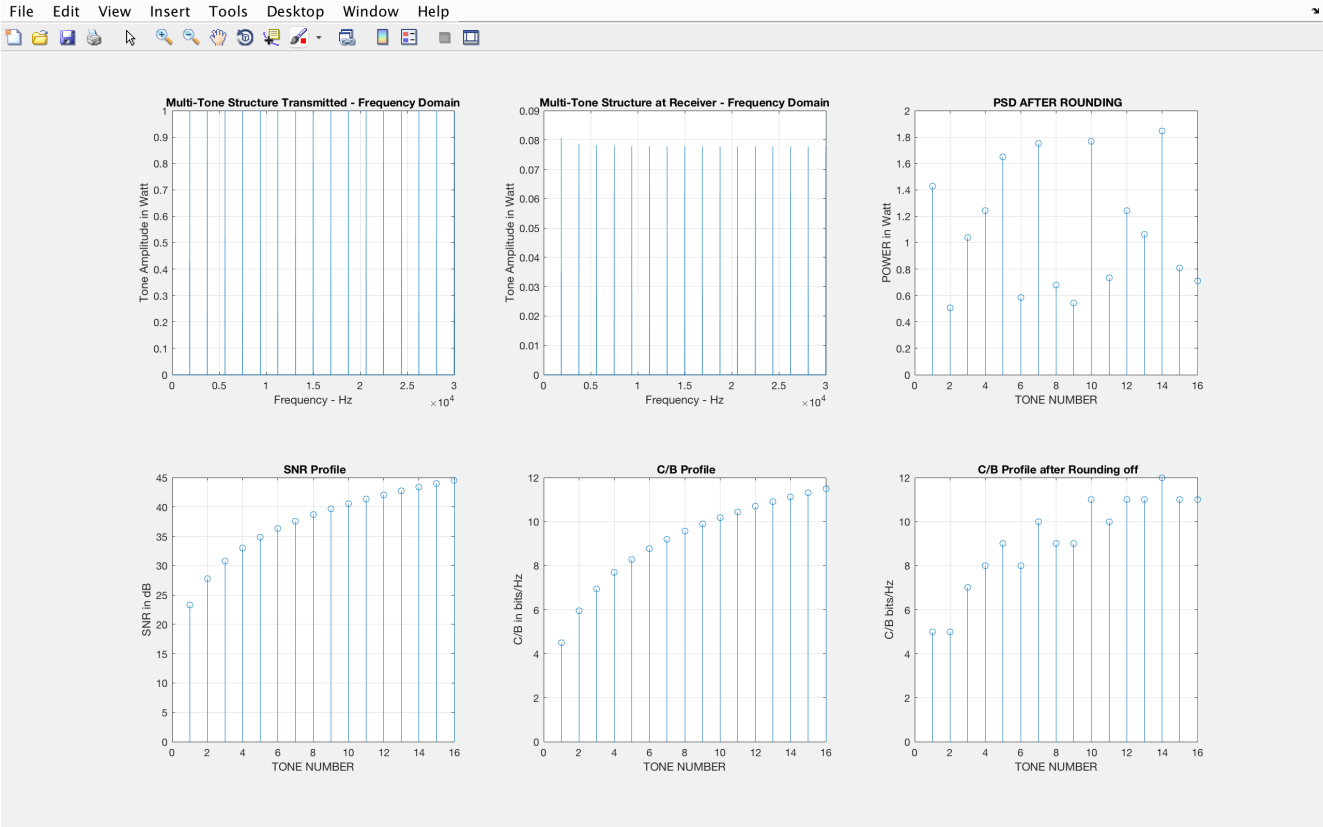 File Edit View Insert Tools Desktop Window Help
Multi-Tone Structure Transmitted - Frequency Domain
1
0.9
0.8
0.7
0.6
0.5
0.4
0.3
0.2
0.1
0
Tone Amplitude in Watt
0 0.5 1 1.5 2 2.5 3
Frequency - Hz
×10^4
Multi-Tone Structure at Receiver - Frequency Domain
0.09
0.08
0.07
0.06
0.05
0.04
0.03
0.02
0.01
0
Tone Amplitude in Watt
0 0.5 1 1.5 2 2.5 3
Frequency - Hz
×10^4
PSD AFTER ROUNDING
2
1.8
1.6
1.4
1.2
1
0.8
0.6
0.4
0.2
0
POWER in Watt
0 2 4 6 8 10 12 14 16
TONE NUMBER
SNR Profile
45
40
35
30
25
20
15
10
5
0
SNR in dB
0 2 4 6 8 10 12 14 16
TONE NUMBER
C/B Profile
12
10
8
6
4
2
0
C/B in bits/Hz
0 2 4 6 8 10 12 14 16
TONE NUMBER
C/B Profile after Rounding off
12
10
8
6
4
2
0
C/B bits/Hz
0 2 4 6 8 10 12 14 16
TONE NUMBER